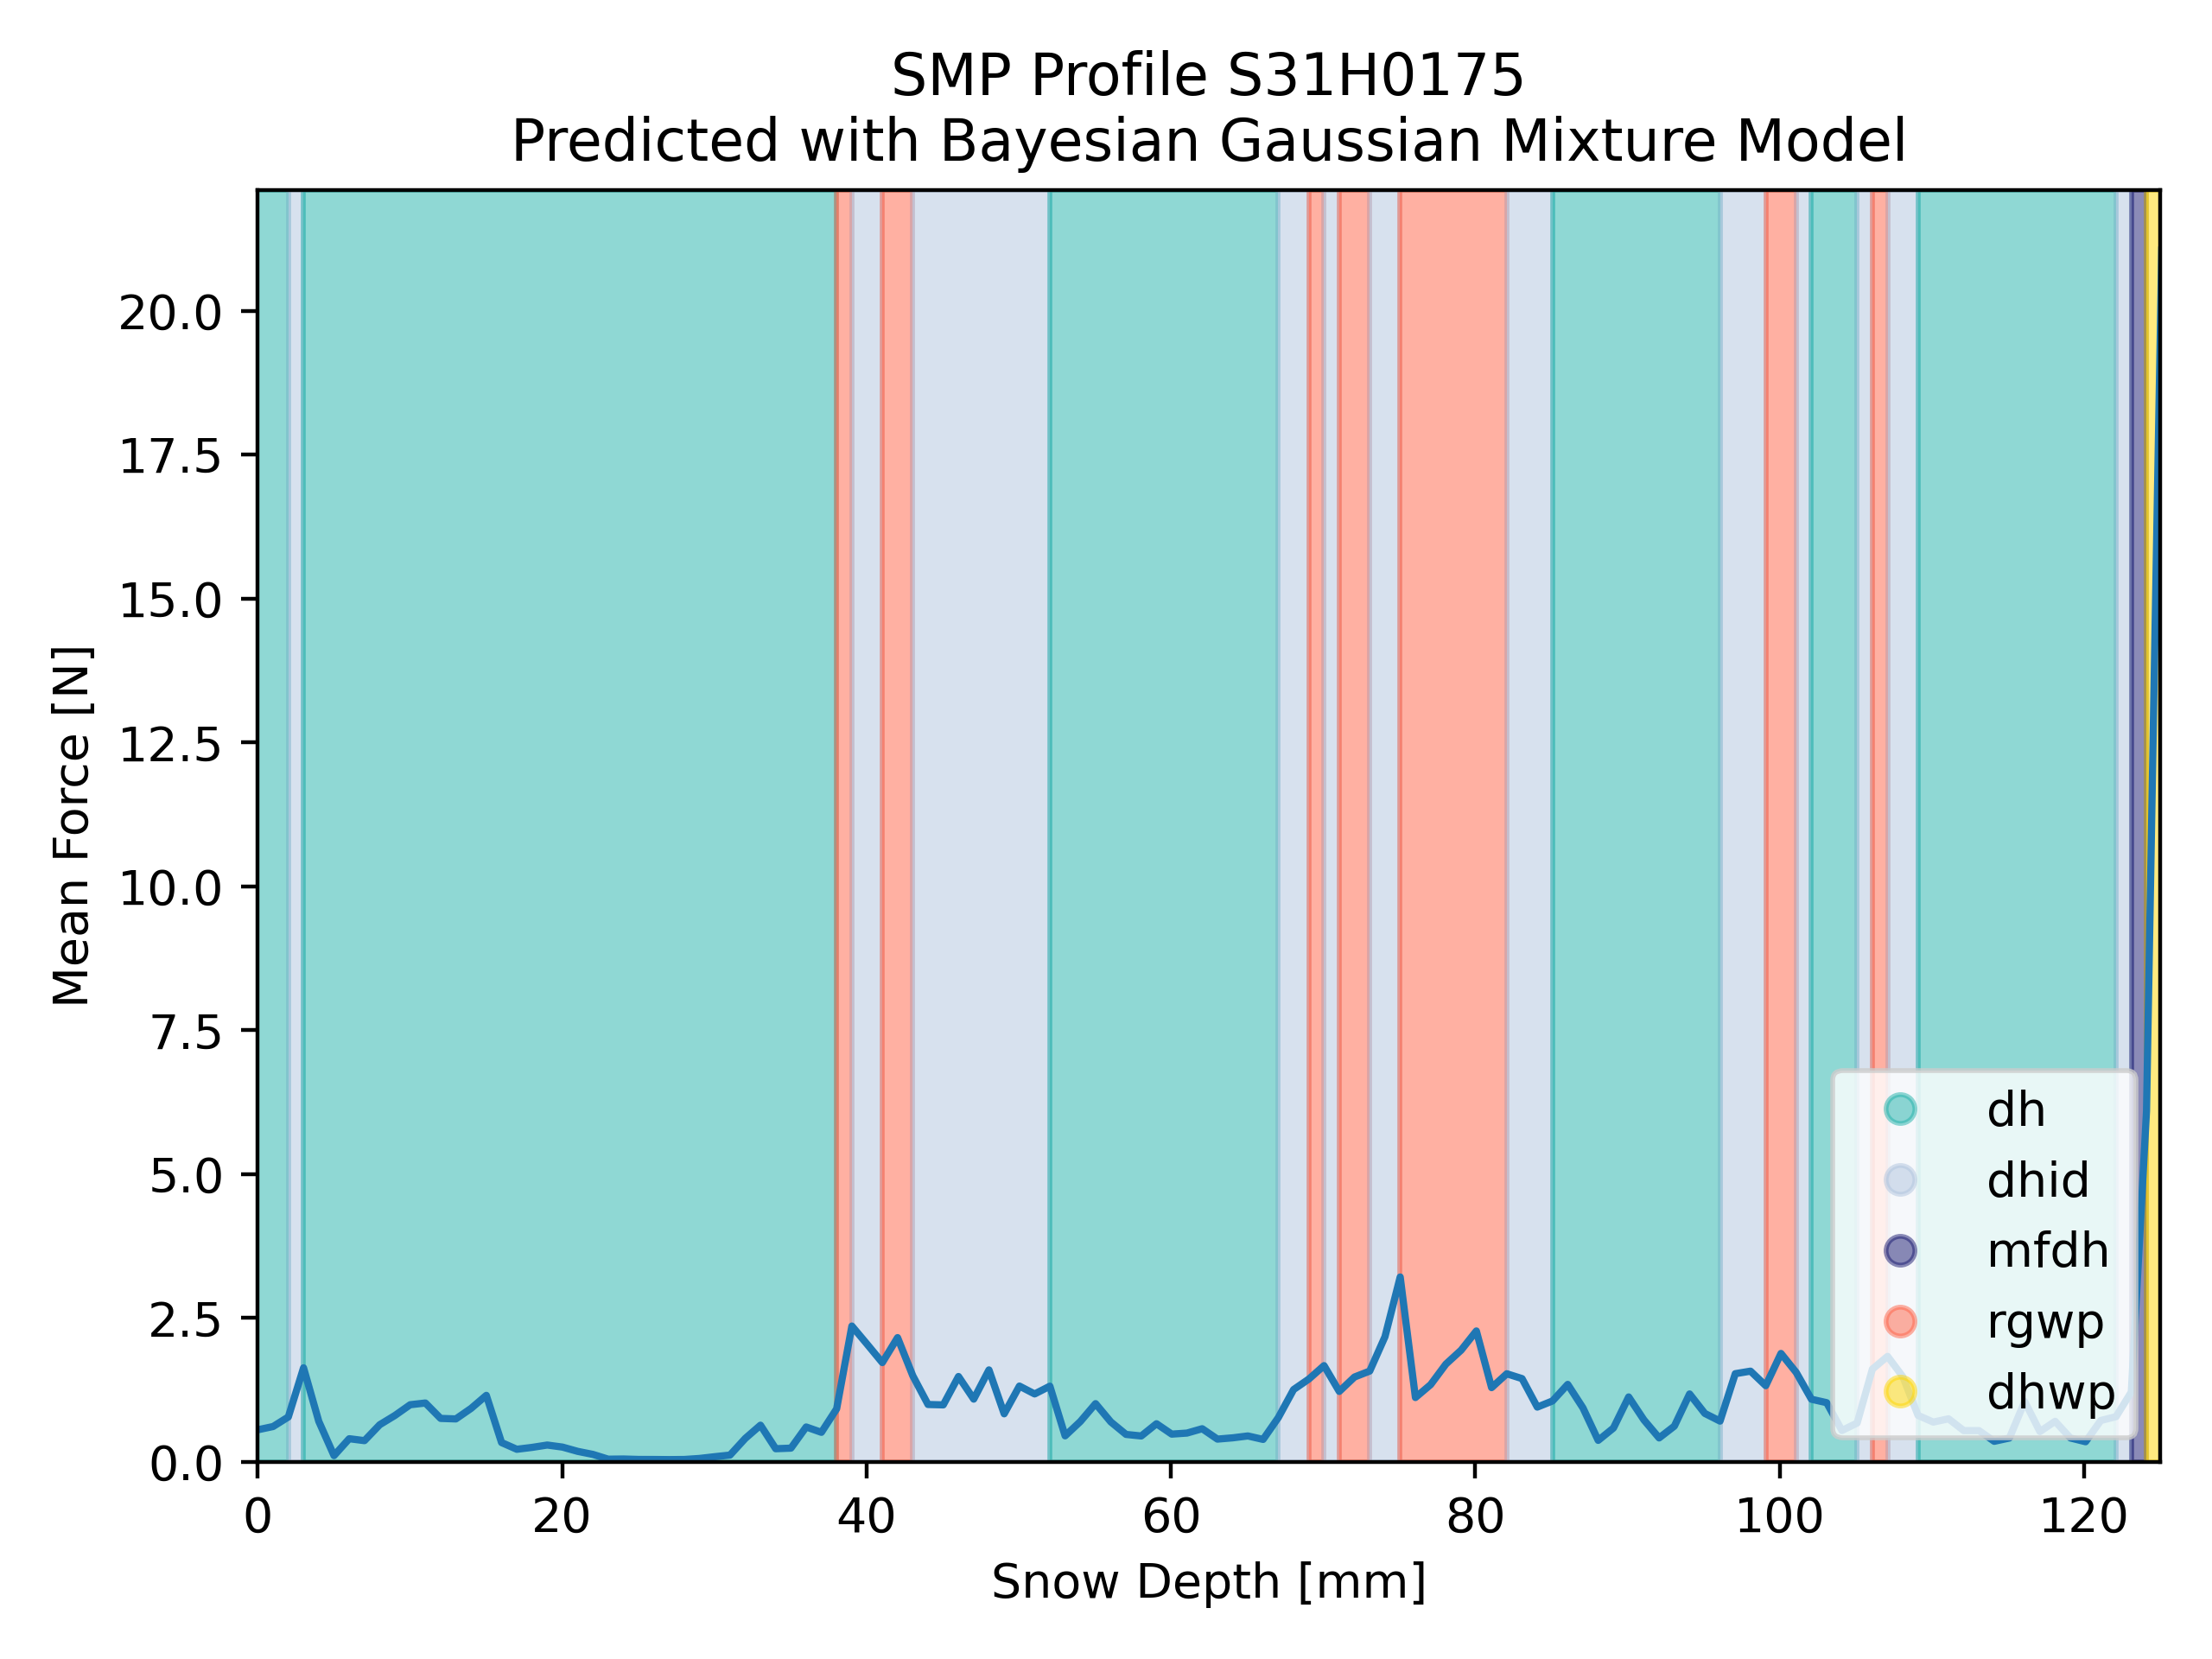 SMP Profile S31H0175
Predicted with Bayesian Gaussian Mixture Model
Mean Force [N]
20.0
17.5
15.0
12.5
10.0
7.5
5.0
2.5
0.0
dh
dhid
mfdh
rgwp
dhwp
0 20 40 60 80 100 120
Snow Depth [mm]